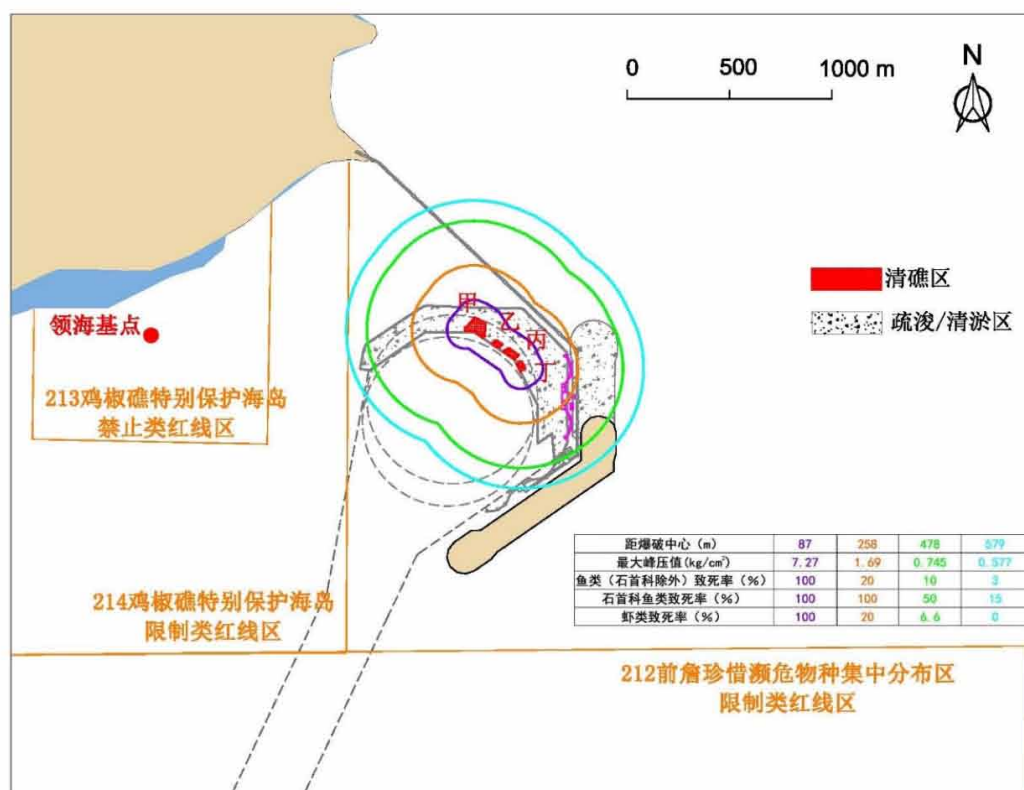 0 500 1000 m
N
清礁区
疏浚/清淤区
甲
乙
丙
丁
领海基点
213鸡椒礁特别保护海岛
禁止类红线区
距爆破中心（m） 87 258 478 579
最大峰压值(kg/cm²) 7.27 1.69 0.745 0.577
鱼类（石首科除外）致死率（%） 100 20 10 3
石首科鱼类致死率（%） 100 100 50 15
虾类致死率（%） 100 20 6.6 0
214鸡椒礁特别保护海岛
限制类红线区
212前詹珍惜濒危物种集中分布区
限制类红线区